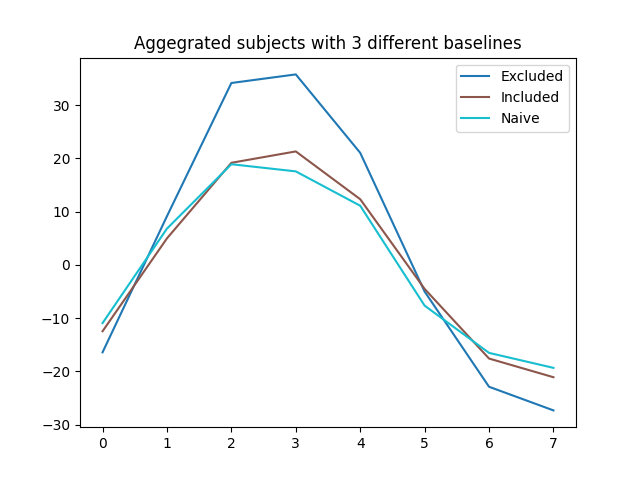 Aggegrated subjects with 3 different baselines
Excluded
Included
Naive
30
20
10
0
−10
−20
−30
0 1 2 3 4 5 6 7